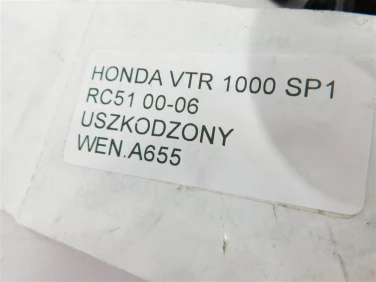 HONDA VTR 1000 SP1
RC51 00-06
USZKODZONY
WEN.A655